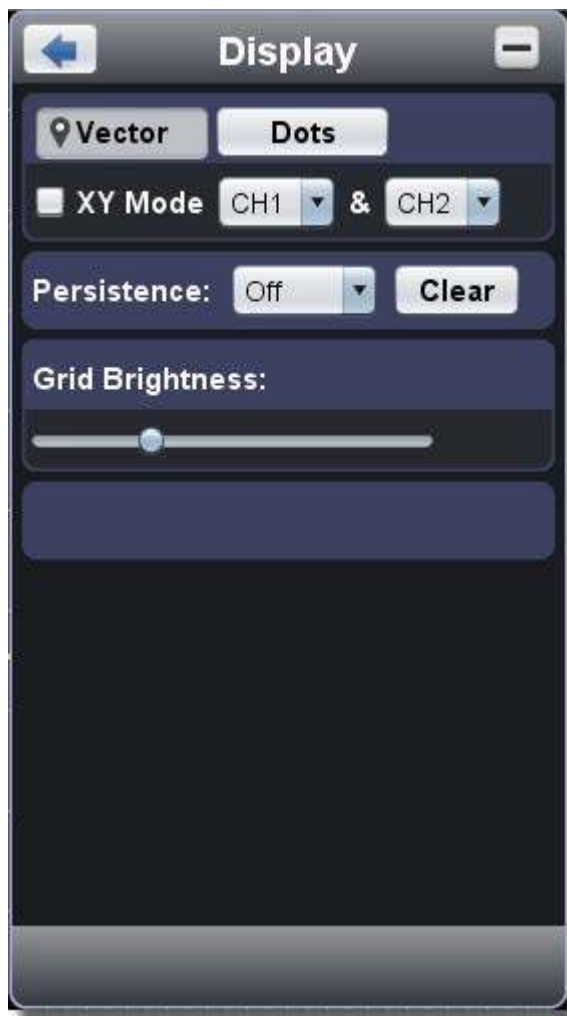 Display
Vector Dots
XY Mode CH1 & CH2
Persistence: Off Clear
Grid Brightness: